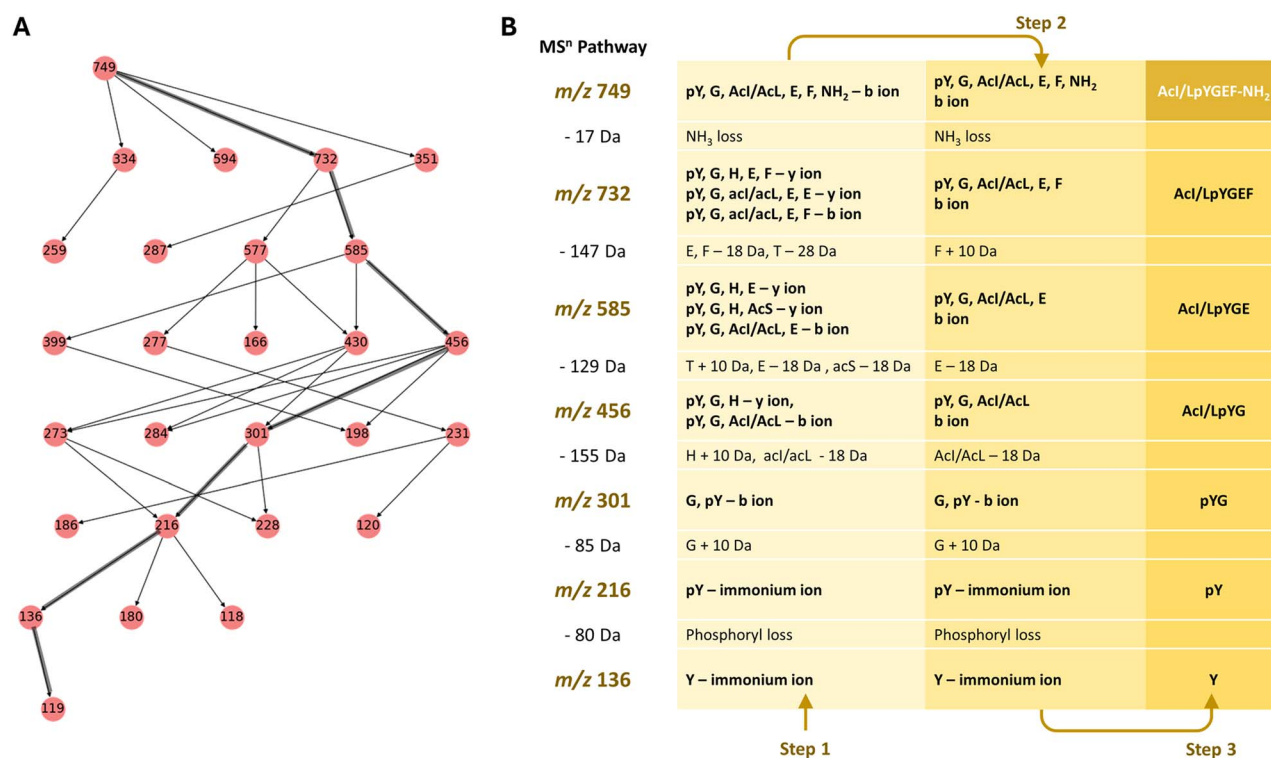 A
749
334
594
732
351
259
287
577
585
399
277
166
430
456
273
284
301
198
231
186
216
228
120
136
180
118
119
B
Step 2
MSⁿ Pathway
m/z 749
pY, G, AcI/AcL, E, F, NH₂ – b ion
pY, G, AcI/AcL, E, F, NH₂
b ion
AcI/LpYGEF-NH₂
- 17 Da
NH₃ loss
NH₃ loss
m/z 732
pY, G, H, E, F – y ion
pY, G, acI/acL, E, E – y ion
pY, G, acI/acL, E, F – b ion
pY, G, AcI/AcL, E, F
b ion
AcI/LpYGEF
- 147 Da
E, F – 18 Da, T – 28 Da
F + 10 Da
m/z 585
pY, G, H, E – y ion
pY, G, H, AcS – y ion
pY, G, AcI/AcL, E – b ion
pY, G, AcI/AcL, E
b ion
AcI/LpYGE
- 129 Da
T + 10 Da, E – 18 Da , acS – 18 Da
E – 18 Da
m/z 456
pY, G, H – y ion,
pY, G, AcI/AcL – b ion
pY, G, AcI/AcL
b ion
AcI/LpYG
- 155 Da
H + 10 Da, acI/acL - 18 Da
AcI/AcL – 18 Da
m/z 301
G, pY – b ion
G, pY - b ion
pYG
- 85 Da
G + 10 Da
G + 10 Da
m/z 216
pY – immonium ion
pY – immonium ion
pY
- 80 Da
Phosphoryl loss
Phosphoryl loss
m/z 136
Y – immonium ion
Y – immonium ion
Y
Step 1
Step 3